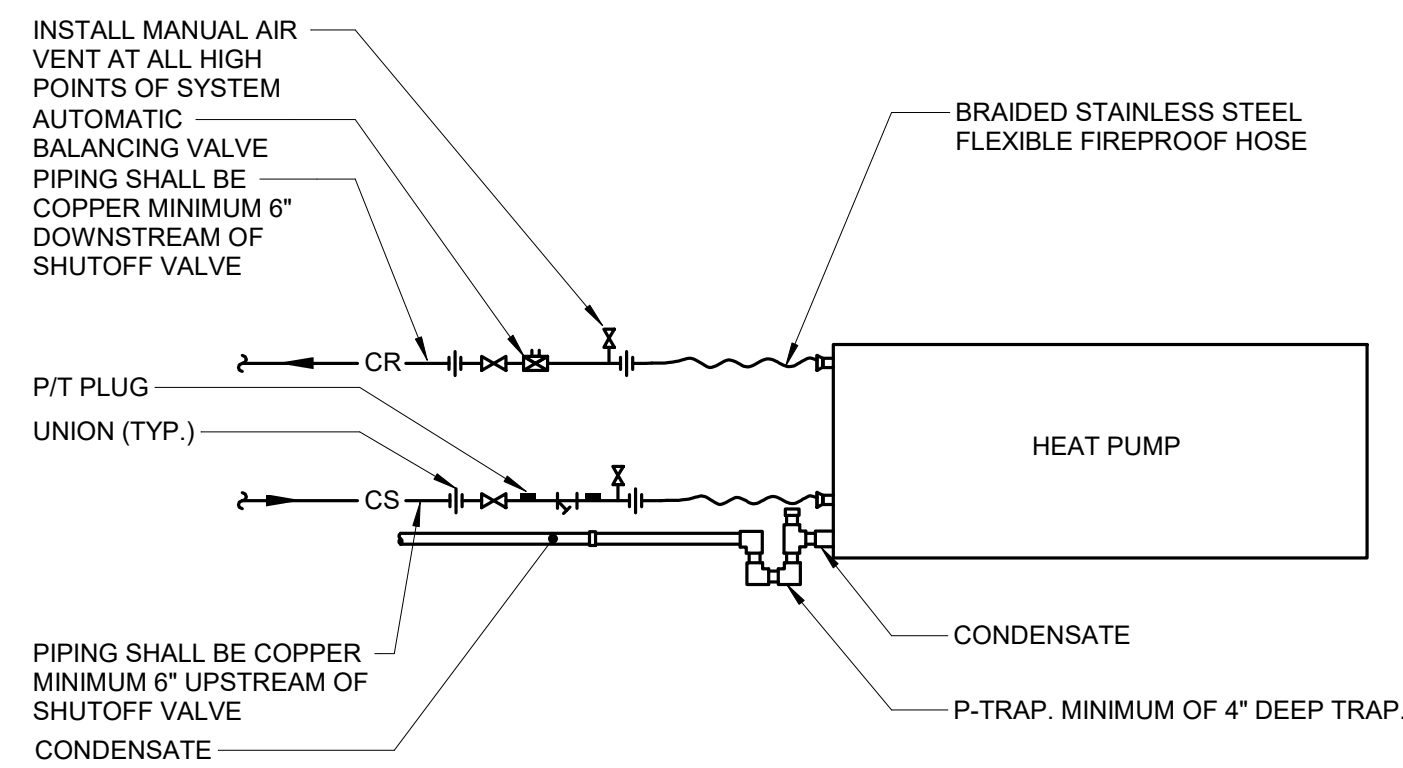 INSTALL MANUAL AIR
VENT AT ALL HIGH
POINTS OF SYSTEM
AUTOMATIC
BALANCING VALVE
PIPING SHALL BE
COPPER MINIMUM 6"
DOWNSTREAM OF
SHUTOFF VALVE
BRAIDED STAINLESS STEEL
FLEXIBLE FIREPROOF HOSE
CR
P/T PLUG
UNION (TYP.)
HEAT PUMP
CS
CONDENSATE
PIPING SHALL BE COPPER
MINIMUM 6" UPSTREAM OF
SHUTOFF VALVE
P-TRAP. MINIMUM OF 4" DEEP TRAP.
CONDENSATE